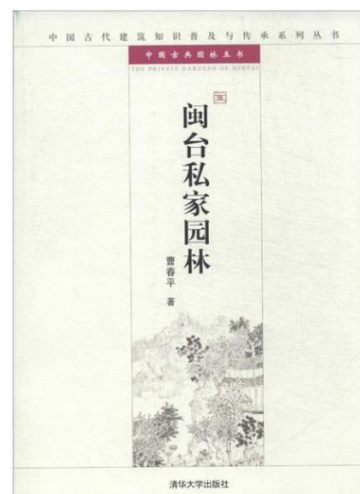 中国古代建筑知识普及与传承系列丛书
中国古典园林五书
THE PRIVATE GARDENS OF MINTAI
闽台私家园林
曹春平 著
清华大学出版社